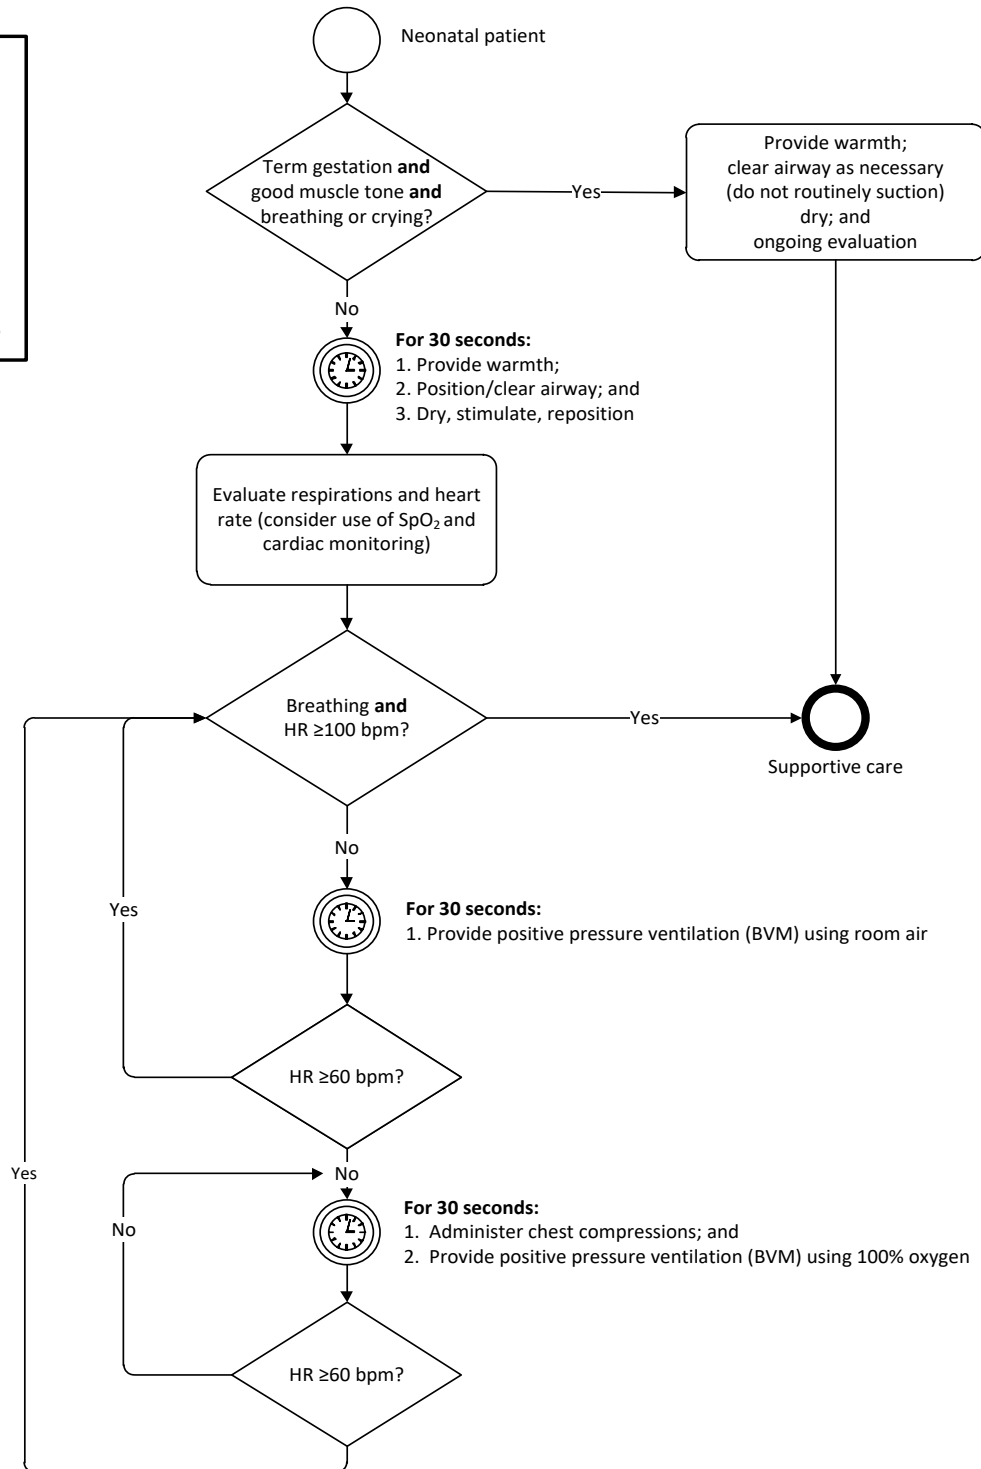 Neonatal patient
Term gestation and
good muscle tone and
breathing or crying?
Yes
Provide warmth;
clear airway as necessary
(do not routinely suction)
dry; and
ongoing evaluation
No
For 30 seconds:
1. Provide warmth;
2. Position/clear airway; and
3. Dry, stimulate, reposition
Evaluate respirations and heart
rate (consider use of SpO₂ and
cardiac monitoring)
Breathing and
HR ≥100 bpm?
Yes
Supportive care
No
Yes
For 30 seconds:
1. Provide positive pressure ventilation (BVM) using room air
HR ≥60 bpm?
Yes
No
No
For 30 seconds:
1. Administer chest compressions; and
2. Provide positive pressure ventilation (BVM) using 100% oxygen
HR ≥60 bpm?